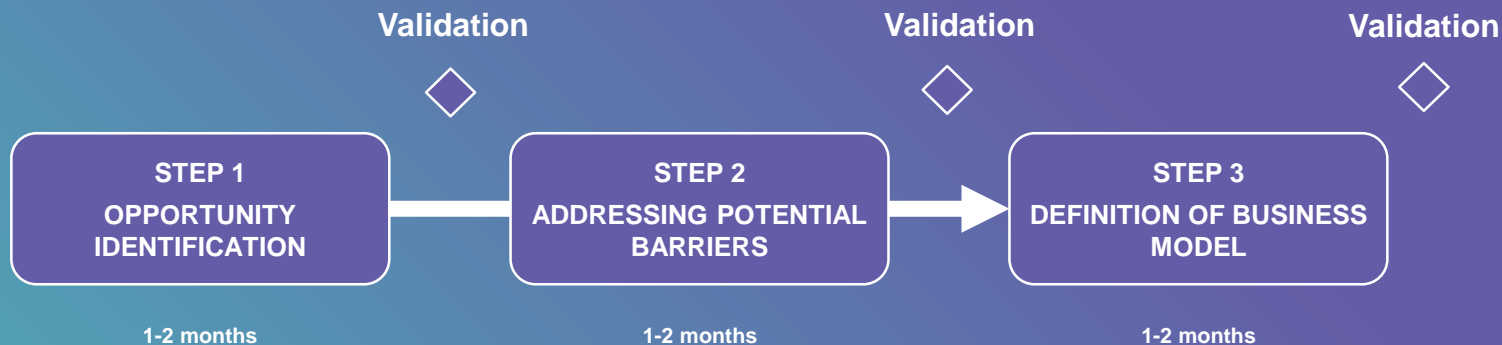 Validation
Validation
Validation
STEP 1
OPPORTUNITY
IDENTIFICATION
STEP 2
ADDRESSING POTENTIAL
BARRIERS
STEP 3
DEFINITION OF BUSINESS
MODEL
1-2 months
1-2 months
1-2 months